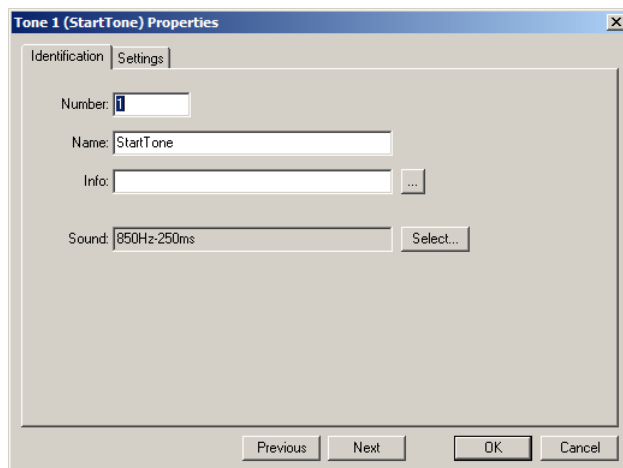 Tone 1 (StartTone) Properties
Identification Settings
Number: 1
Name: StartTone
Info: ...
Sound: 850Hz-250ms Select...
Previous Next OK Cancel